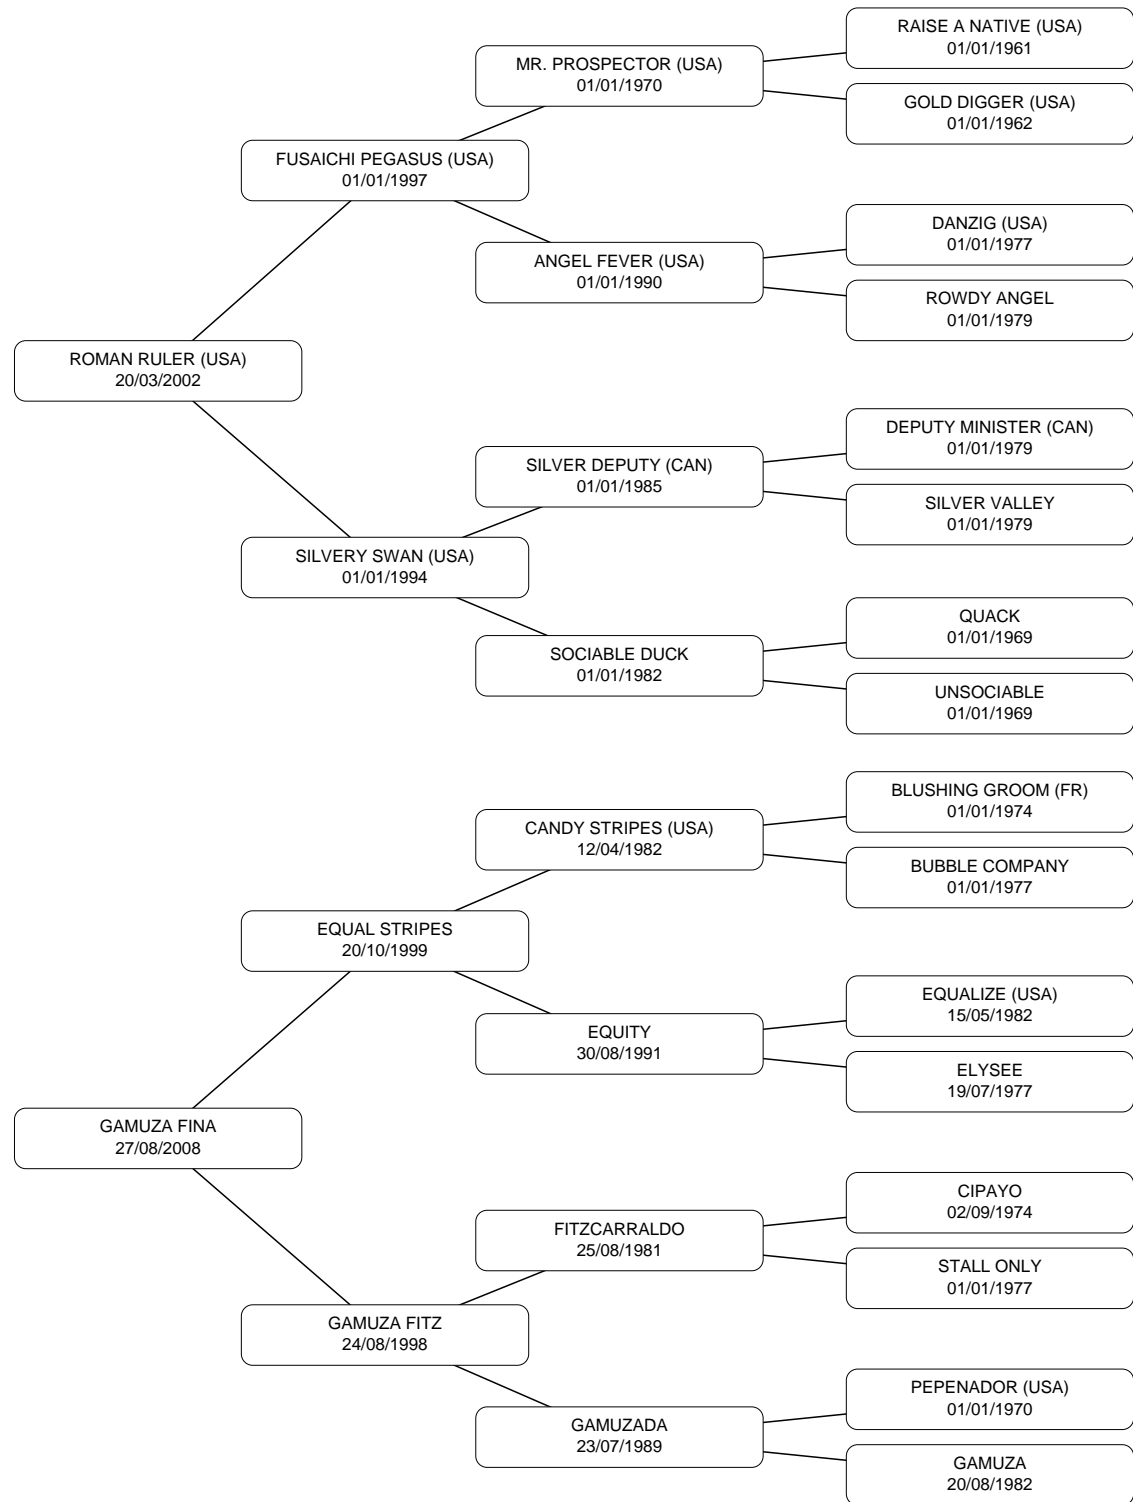 RAISE A NATIVE (USA)
01/01/1961
MR. PROSPECTOR (USA)
01/01/1970
GOLD DIGGER (USA)
01/01/1962
FUSAICHI PEGASUS (USA)
01/01/1997
DANZIG (USA)
01/01/1977
ANGEL FEVER (USA)
01/01/1990
ROWDY ANGEL
01/01/1979
ROMAN RULER (USA)
20/03/2002
DEPUTY MINISTER (CAN)
01/01/1979
SILVER DEPUTY (CAN)
01/01/1985
SILVER VALLEY
01/01/1979
SILVERY SWAN (USA)
01/01/1994
QUACK
01/01/1969
SOCIABLE DUCK
01/01/1982
UNSOCIABLE
01/01/1969
BLUSHING GROOM (FR)
01/01/1974
CANDY STRIPES (USA)
12/04/1982
BUBBLE COMPANY
01/01/1977
EQUAL STRIPES
20/10/1999
EQUALIZE (USA)
15/05/1982
EQUITY
30/08/1991
ELYSEE
19/07/1977
GAMUZA FINA
27/08/2008
CIPAYO
02/09/1974
FITZCARRALDO
25/08/1981
STALL ONLY
01/01/1977
GAMUZA FITZ
24/08/1998
PEPENADOR (USA)
01/01/1970
GAMUZADA
23/07/1989
GAMUZA
20/08/1982